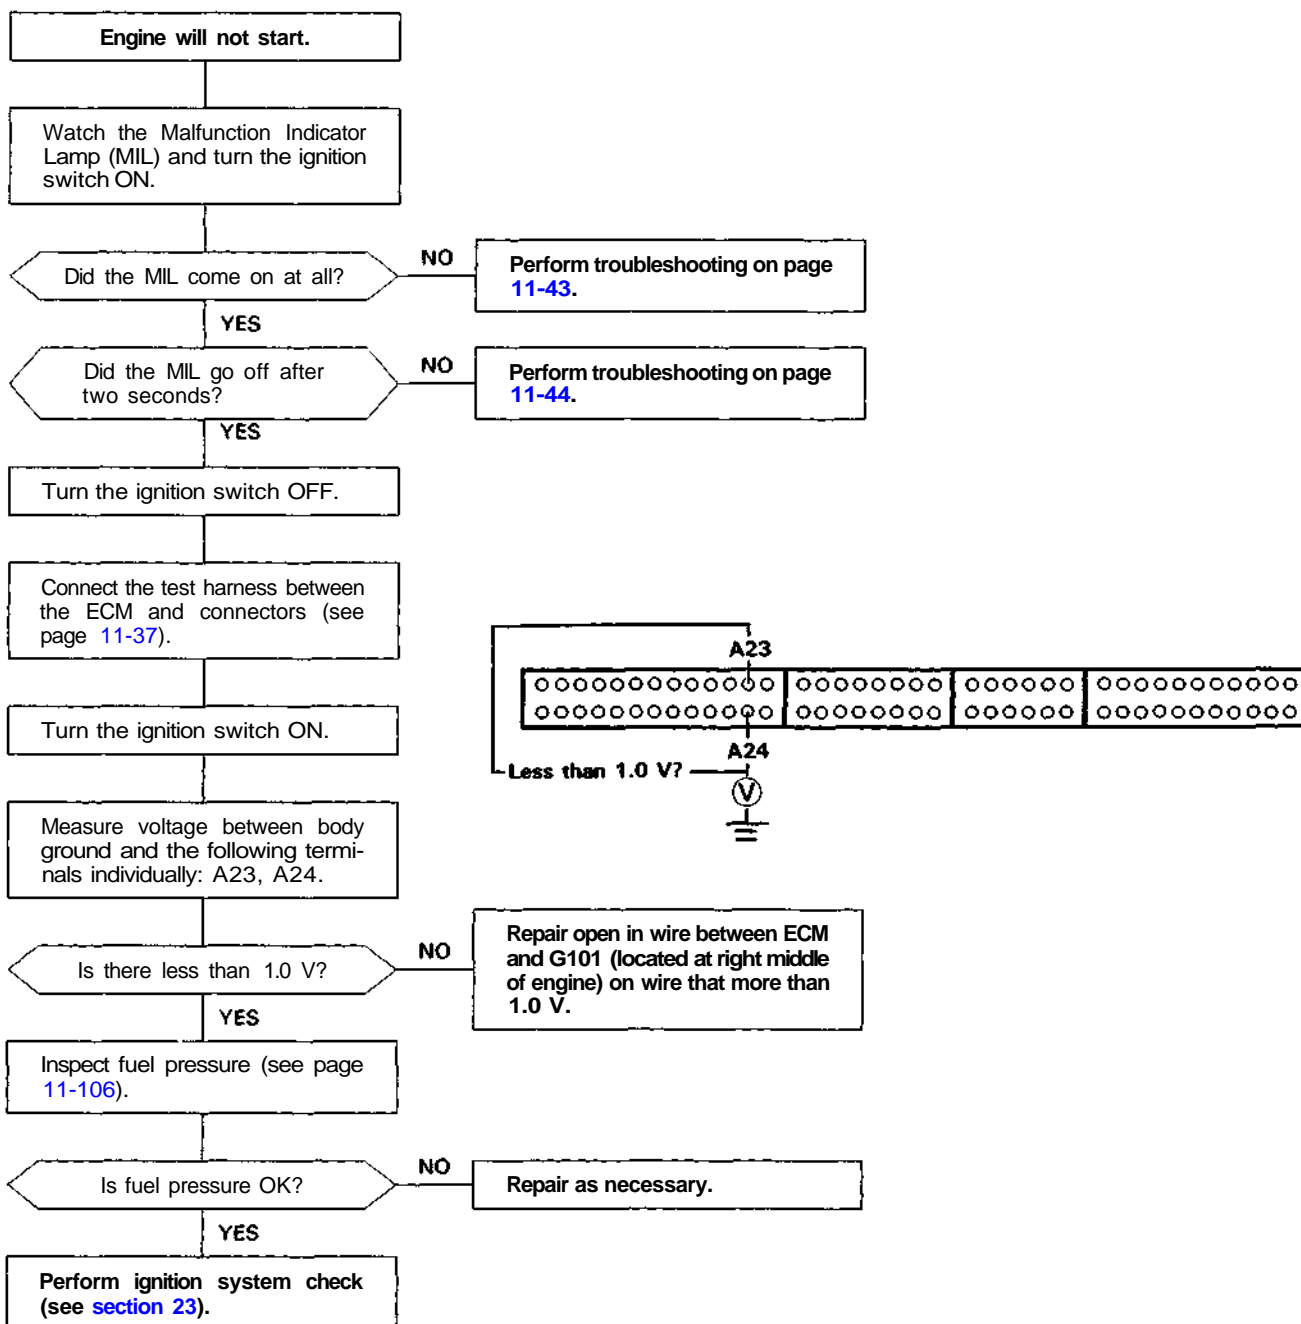 Engine will not start.
Watch the Malfunction Indicator
Lamp (MIL) and turn the ignition
switch ON.
Did the MIL come on at all?
NO
Perform troubleshooting on page
11-43.
YES
Did the MIL go off after
two seconds?
NO
Perform troubleshooting on page
11-44.
YES
Turn the ignition switch OFF.
Connect the test harness between
the ECM and connectors (see
page 11-37).
Turn the ignition switch ON.
Measure voltage between body
ground and the following termi-
nals individually: A23, A24.
A23
A24
Less than 1.0 V?
V
Is there less than 1.0 V?
NO
Repair open in wire between ECM
and G101 (located at right middle
of engine) on wire that more than
1.0 V.
YES
Inspect fuel pressure (see page
11-106).
Is fuel pressure OK?
NO
Repair as necessary.
YES
Perform ignition system check
(see section 23).